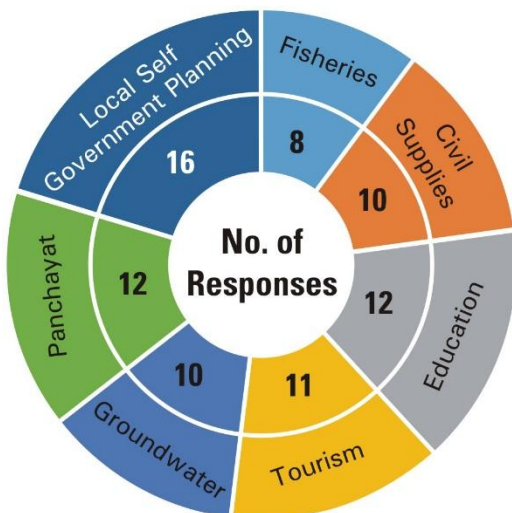 No. of
Responses
Fisheries
8
Civil
Supplies
10
Education
12
Tourism
11
Groundwater
10
Panchayat
12
Local Self
Government Planning
16